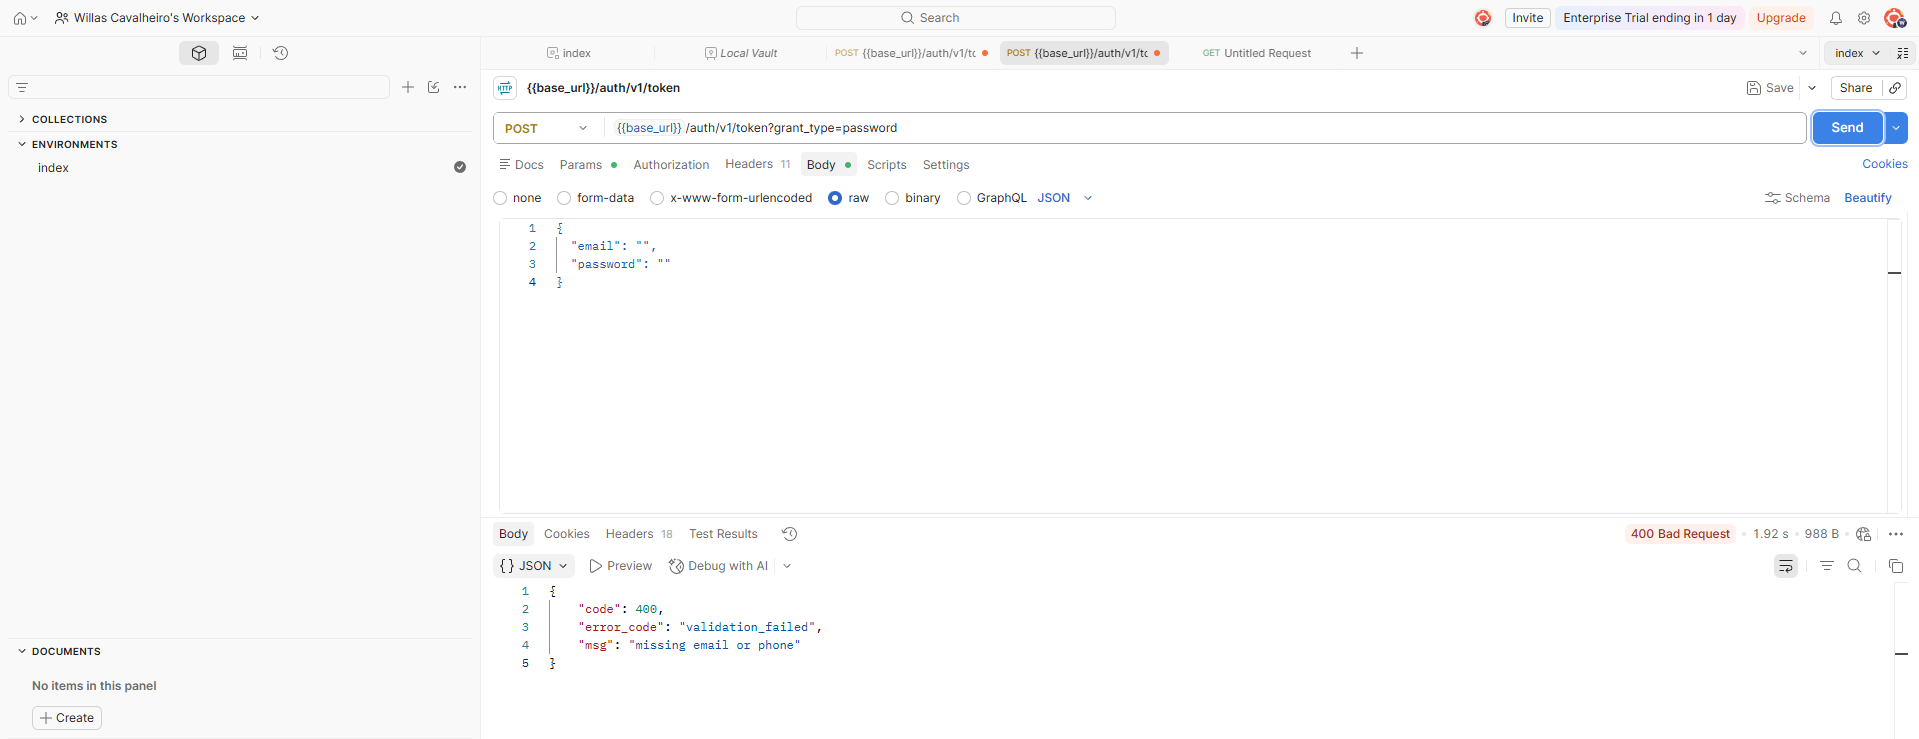 Willas Cavalheiro's Workspace
Search
Invite
Enterprise Trial ending in 1 day
Upgrade
index
Local Vault
POST {{base_url}}/auth/v1/tc
POST {{base_url}}/auth/v1/tc
GET Untitled Request
index
HTTP
{{base_url}}/auth/v1/token
Save
Share
COLLECTIONS
ENVIRONMENTS
index
POST
{{base_url}} /auth/v1/token?grant_type=password
Send
Docs
Params
Authorization
Headers 11
Body
Scripts
Settings
Cookies
none
form-data
x-www-form-urlencoded
raw
binary
GraphQL
JSON
Schema
Beautify
1 {
2 "email": "",
3 "password": ""
4 }
Body
Cookies
Headers 18
Test Results
400 Bad Request
1.92 s
988 B
{} JSON
Preview
Debug with AI
1 {
2 "code": 400,
3 "error_code": "validation_failed",
4 "msg": "missing email or phone"
5 }
DOCUMENTS
No items in this panel
Create